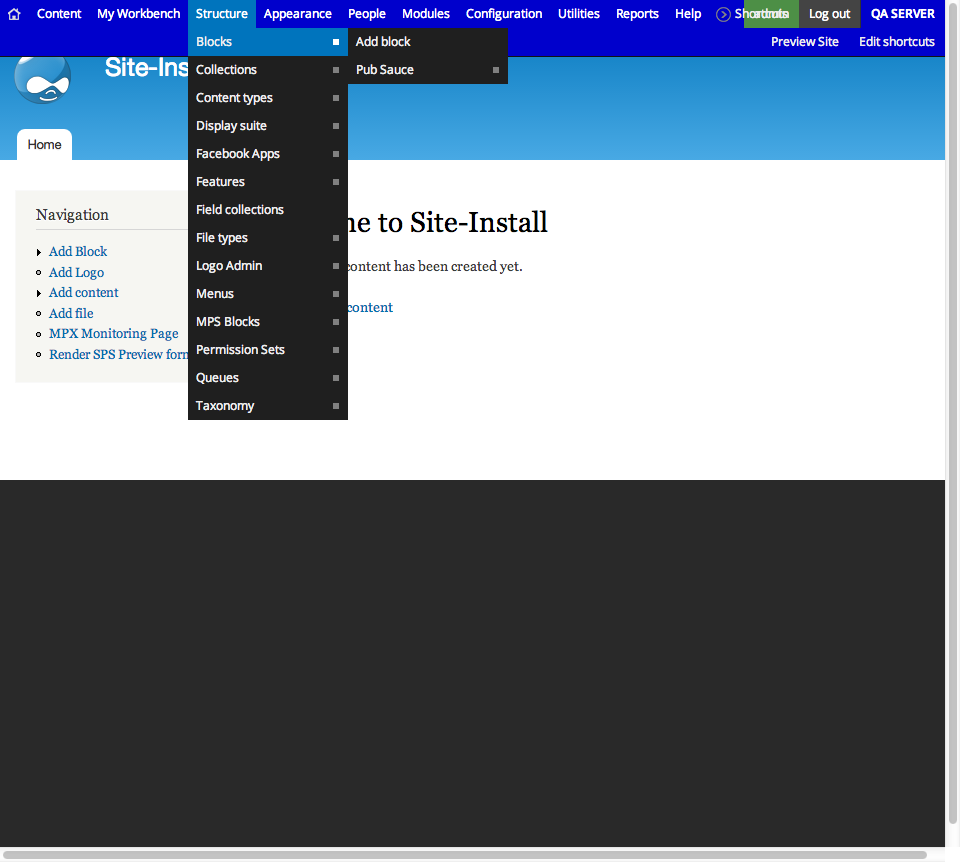 Content My Workbench Structure Appearance People Modules Configuration Utilities Reports Help Shortcuts Log out QA SERVER
Blocks Add block Preview Site Edit shortcuts
Collections Pub Sauce
Site-Ins
Content types
Display suite
Home
Facebook Apps
Features
Navigation
Field collections
me to Site-Install
File types
Add Block
Logo Admin
content has been created yet.
Add Logo
Add content
Menus
content
Add file
MPS Blocks
MPX Monitoring Page
Permission Sets
Render SPS Preview form
Queues
Taxonomy